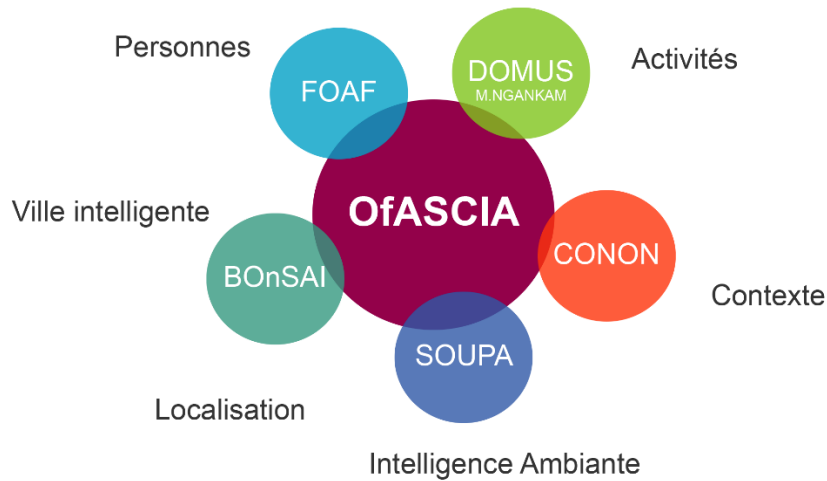 Personnes
FOAF
DOMUS
M.NGANKAM
Activités
Ville intelligente
OfASCIA
BOnSAI
CONON
Contexte
SOUPA
Localisation
Intelligence Ambiante